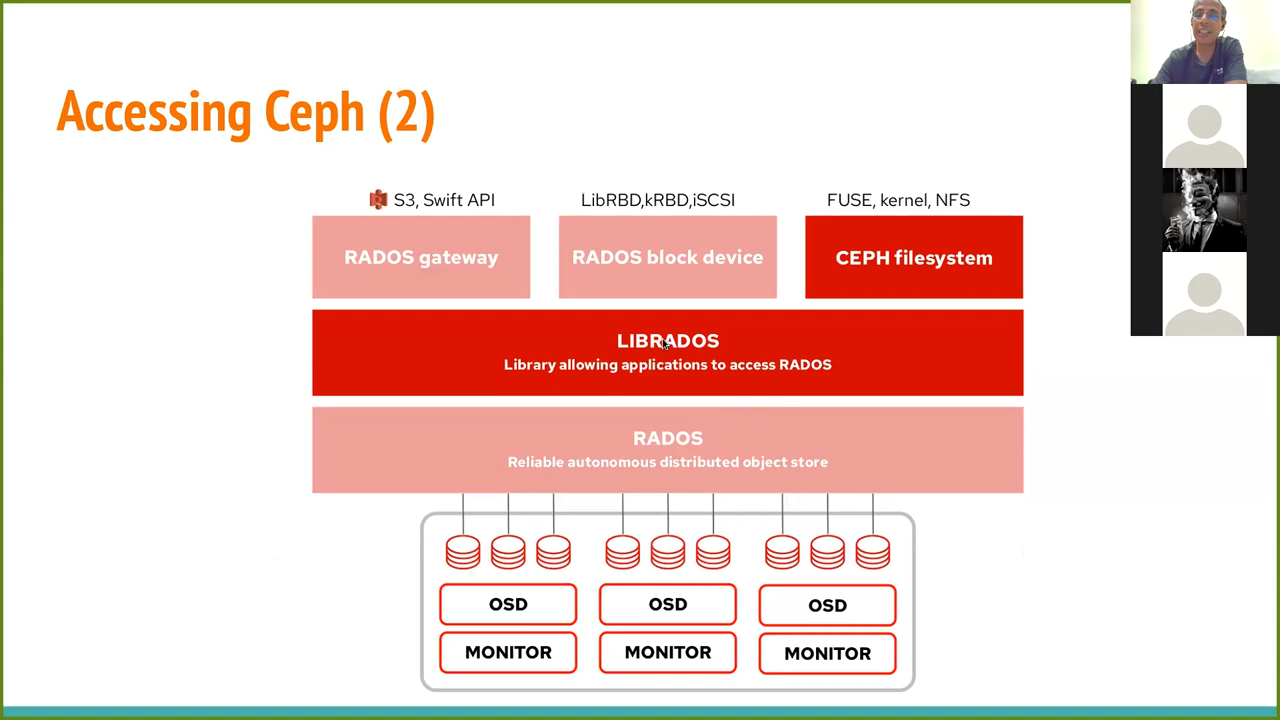 Accessing Ceph (2)
S3, Swift API
LibRBD,kRBD,iSCSI
FUSE, kernel, NFS
RADOS gateway
RADOS block device
CEPH filesystem
LIBRADOS
Library allowing applications to access RADOS
RADOS
Reliable autonomous distributed object store
OSD
OSD
OSD
MONITOR
MONITOR
MONITOR